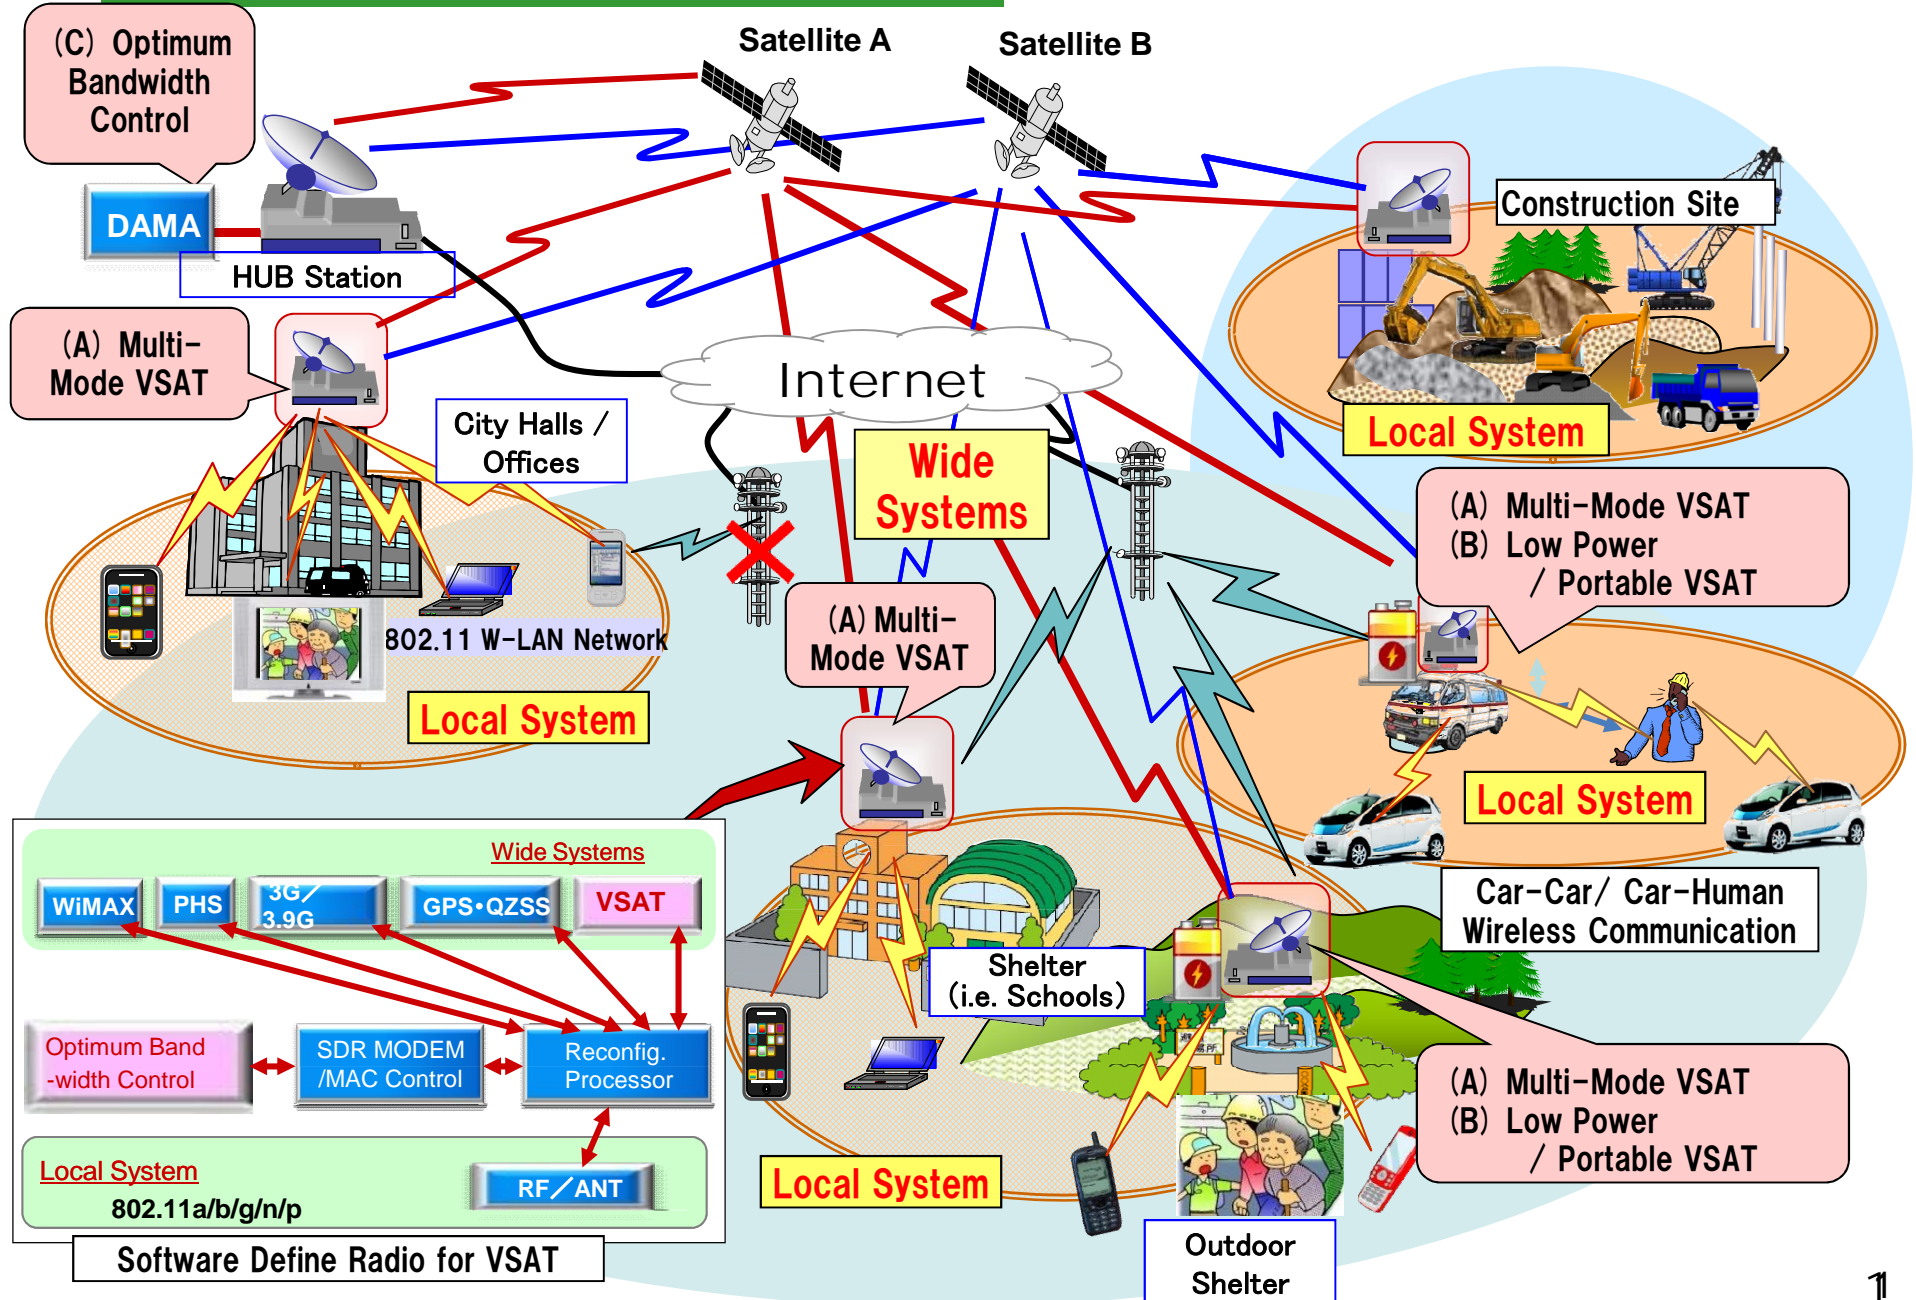 Satellite A
Satellite B
(C) Optimum
Bandwidth
Control
DAMA
HUB Station
Construction Site
Local System
(A) Multi-
Mode VSAT
Internet
City Halls /
Offices
Wide
Systems
802.11 W-LAN Network
Local System
(A) Multi-
Mode VSAT
(A) Multi-Mode VSAT
(B) Low Power
/ Portable VSAT
Local System
Car-Car/ Car-Human
Wireless Communication
Wide Systems
WiMAX
PHS
3G/
3.9G
GPS•QZSS
VSAT
Optimum Band
-width Control
SDR MODEM
/MAC Control
Reconfig.
Processor
Local System
802.11a/b/g/n/p
RF/ANT
Software Define Radio for VSAT
Shelter
(i.e. Schools)
Local System
(A) Multi-Mode VSAT
(B) Low Power
/ Portable VSAT
Outdoor
Shelter